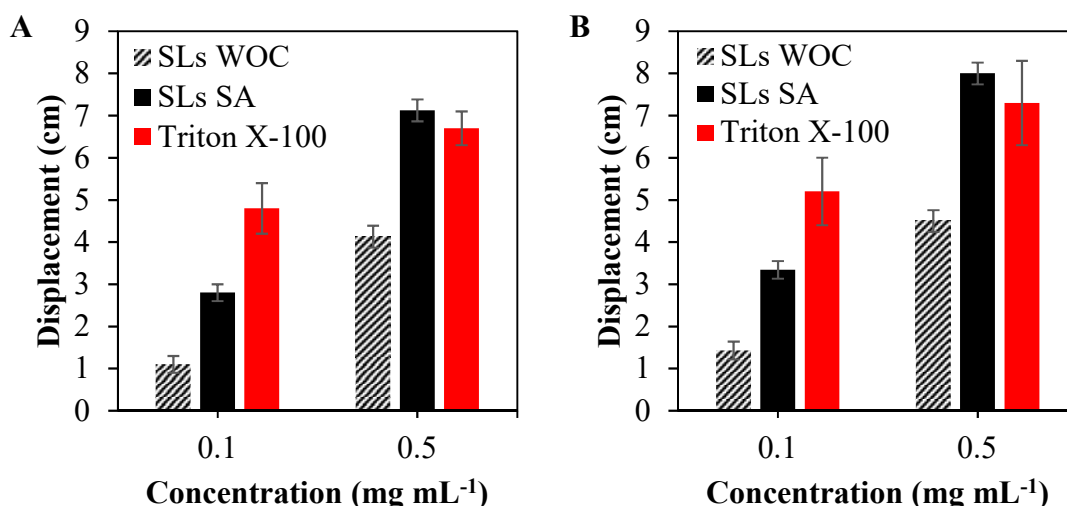 A
9
8
7
6
5
4
3
2
1
0
Displacement (cm)
SLs WOC
SLs SA
Triton X-100
0.1
0.5
Concentration (mg mL⁻¹)
B
9
8
7
6
5
4
3
2
1
0
Displacement (cm)
SLs WOC
SLs SA
Triton X-100
0.1
0.5
Concentration (mg mL⁻¹)